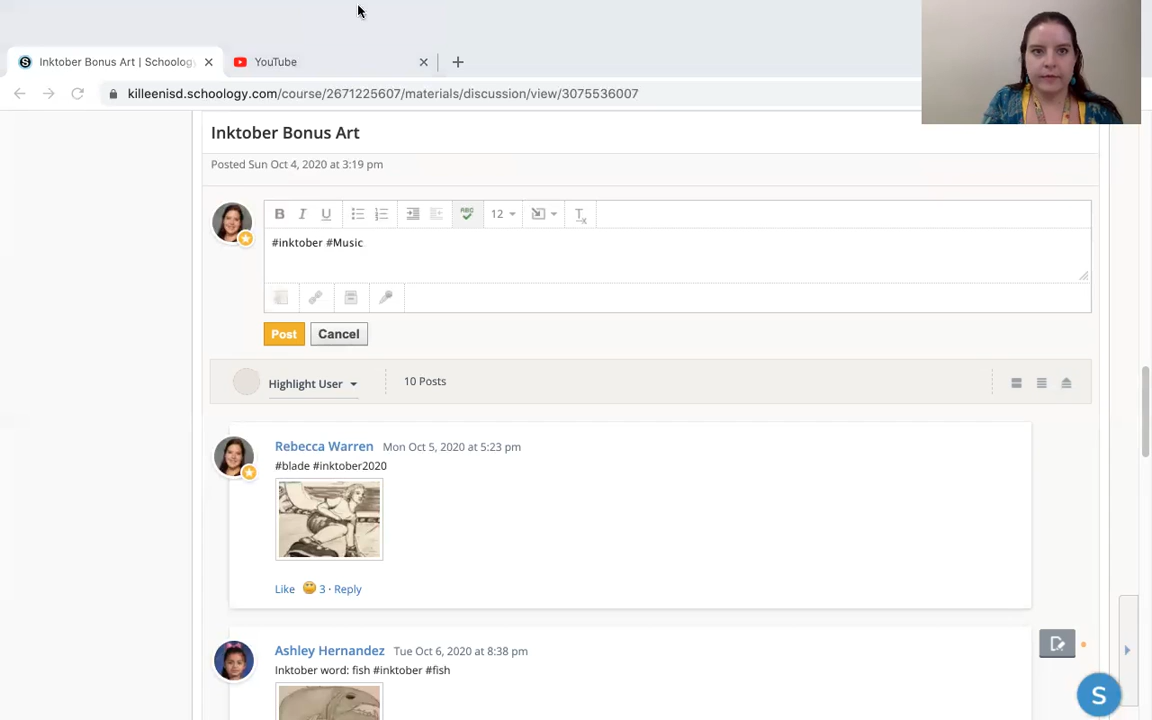 Inktober Bonus Art | Schoology
YouTube
killeenisd.schoology.com/course/2671225607/materials/discussion/view/3075536007
Inktober Bonus Art
Posted Sun Oct 4, 2020 at 3:19 pm
B I U ABC 12 Tx
#inktober #Music
Post Cancel
Highlight User 10 Posts
Rebecca Warren Mon Oct 5, 2020 at 5:23 pm
#blade #inktober2020
Like 3 · Reply
Ashley Hernandez Tue Oct 6, 2020 at 8:38 pm
Inktober word: fish #inktober #fish
S